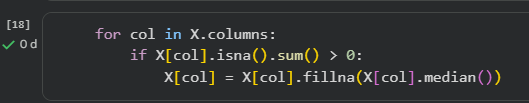 [18]
0 d
for col in X.columns:
    if X[col].isna().sum() > 0:
        X[col] = X[col].fillna(X[col].median())